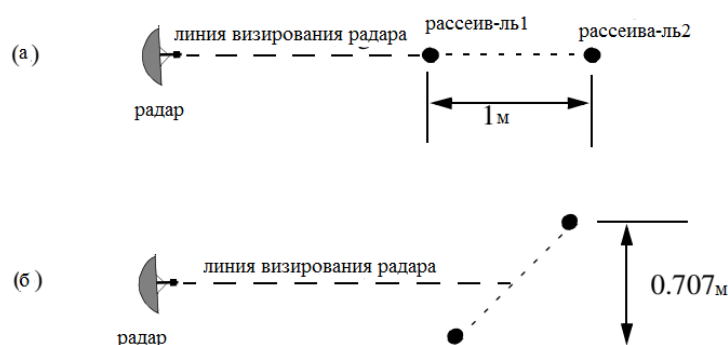 (а)
линия визирования радара
рассеив-ль1
рассеива-ль2
радар
1м
(б)
линия визирования радара
0.707м
радар